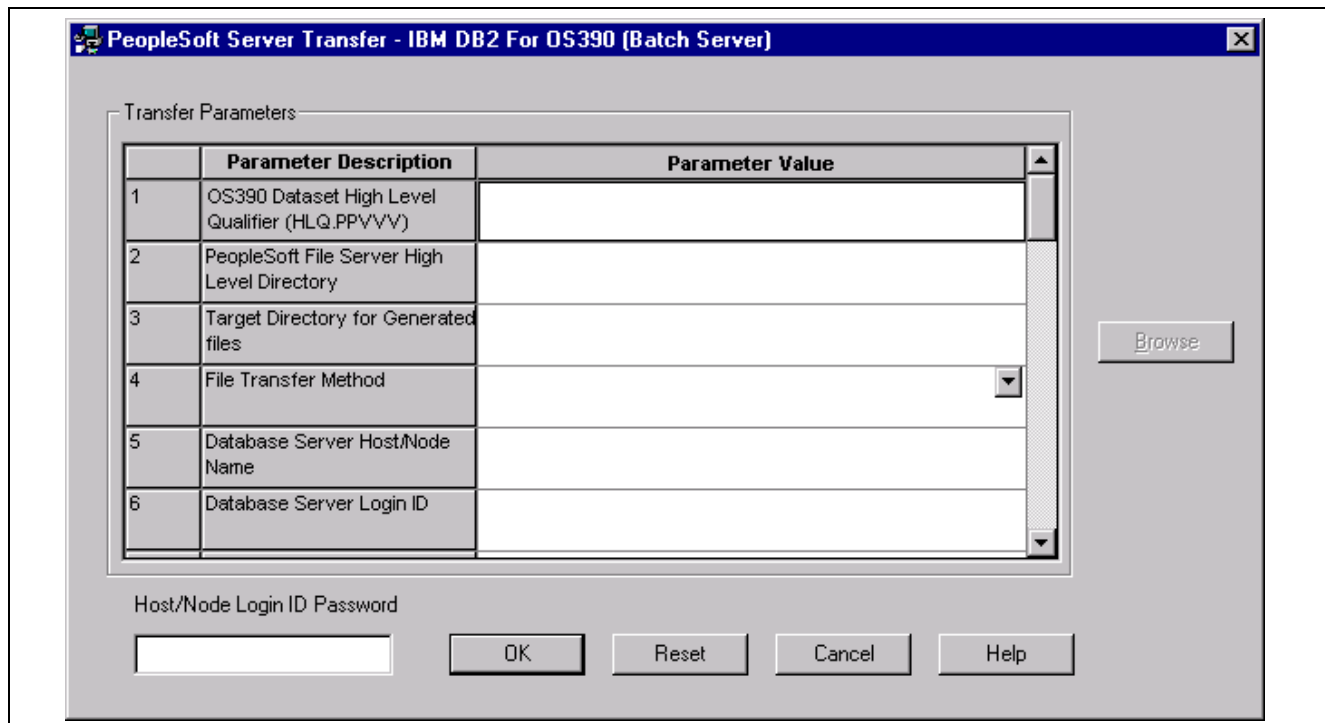 PeopleSoft Server Transfer - IBM DB2 For OS390 (Batch Server)
Transfer Parameters
Parameter Description Parameter Value
1 OS390 Dataset High Level
Qualifier (HLQ.PPVVV)
2 PeopleSoft File Server High
Level Directory
3 Target Directory for Generated
files
4 File Transfer Method
5 Database Server Host/Node
Name
6 Database Server Login ID
Browse
Host/Node Login ID Password
OK Reset Cancel Help